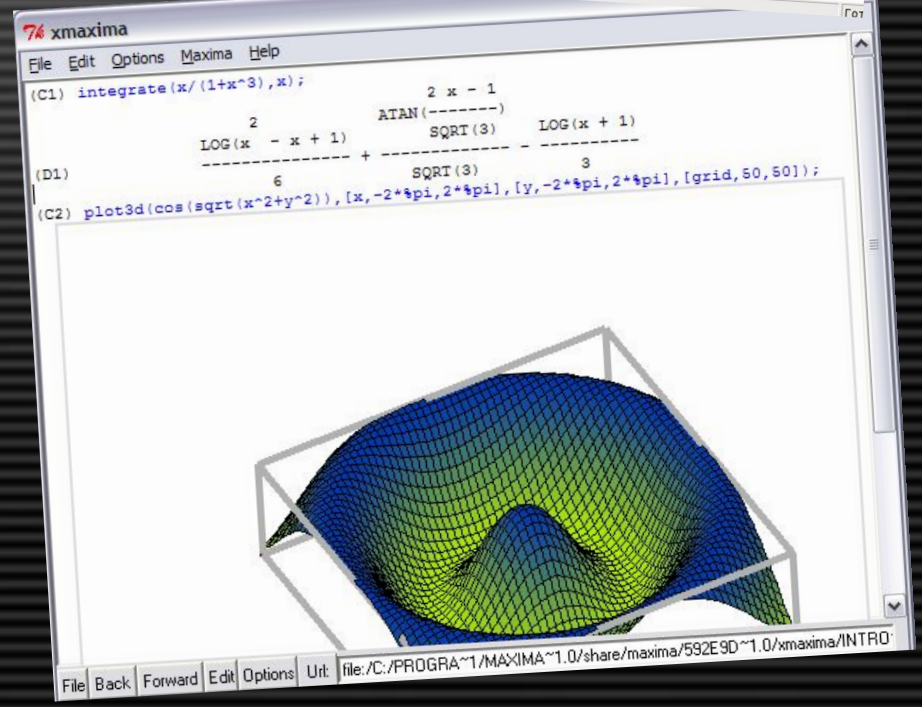 Гот
7% xmaxima
File Edit Options Maxima Help
(C1) integrate(x/(1+x^3),x);
2 x - 1
2 ATAN(-------)
LOG(x - x + 1) SQRT(3) LOG(x + 1)
(D1) --------------- + ------------- - ----------
6 SQRT(3) 3
(C2) plot3d(cos(sqrt(x^2+y^2)),[x,-2*%pi,2*%pi],[y,-2*%pi,2*%pi],[grid,50,50]);
File Back Forward Edit Options Url: file:/C:/PROGRA~1/MAXIMA~1.0/share/maxima/592E9D~1.0/xmaxima/INTRO